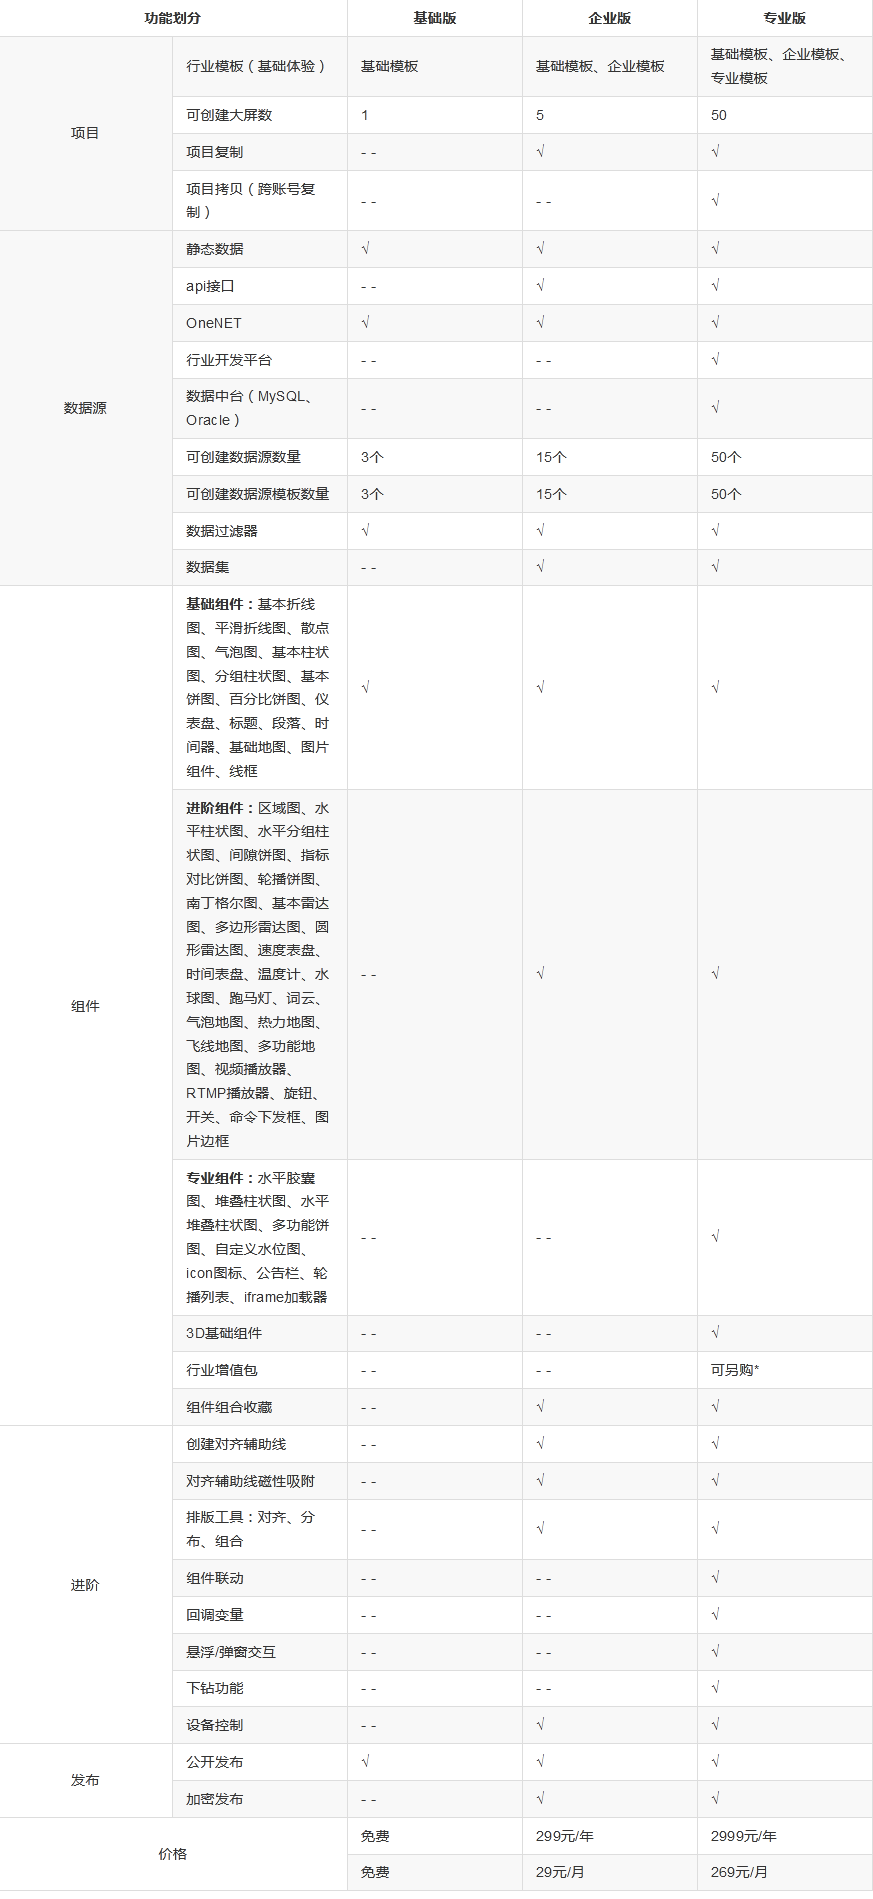 功能划分 基础版 企业版 专业版
项目
行业模板（基础体验） 基础模板 基础模板、企业模板 基础模板、企业模板、
专业模板
可创建大屏数 1 5 50
项目复制 - - √ √
项目拷贝（跨账号复
制） - - - - √
数据源
静态数据 √ √ √
api接口 - - √ √
OneNET √ √ √
行业开发平台 - - - - √
数据中台（MySQL、
Oracle） - - - - √
可创建数据源数量 3个 15个 50个
可创建数据源模板数量 3个 15个 50个
数据过滤器 √ √ √
数据集 - - √ √
组件
基础组件：基本折线
图、平滑折线图、散点
图、气泡图、基本柱状
图、分组柱状图、基本
饼图、百分比饼图、仪
表盘、标题、段落、时
间器、基础地图、图片
组件、线框
√ √ √
进阶组件：区域图、水
平柱状图、水平分组柱
状图、间隙饼图、指标
对比饼图、轮播饼图、
南丁格尔图、基本雷达
图、多边形雷达图、圆
形雷达图、速度表盘、
时间表盘、温度计、水
球图、跑马灯、词云、
气泡地图、热力地图、
飞线地图、多功能地
图、视频播放器、
RTMP播放器、旋钮、
开关、命令下发框、图
片边框
- - √ √
专业组件：水平胶囊
图、堆叠柱状图、水平
堆叠柱状图、多功能饼
图、自定义水位图、
icon图标、公告栏、轮
播列表、iframe加载器
- - - - √
3D基础组件 - - - - √
行业增值包 - - - - 可另购*
组件组合收藏 - - √ √
进阶
创建对齐辅助线 - - √ √
对齐辅助线磁性吸附 - - √ √
排版工具：对齐、分
布、组合 - - √ √
组件联动 - - - - √
回调变量 - - - - √
悬浮/弹窗交互 - - - - √
下钻功能 - - - - √
设备控制 - - √ √
发布
公开发布 √ √ √
加密发布 - - √ √
价格
免费 299元/年 2999元/年
免费 29元/月 269元/月